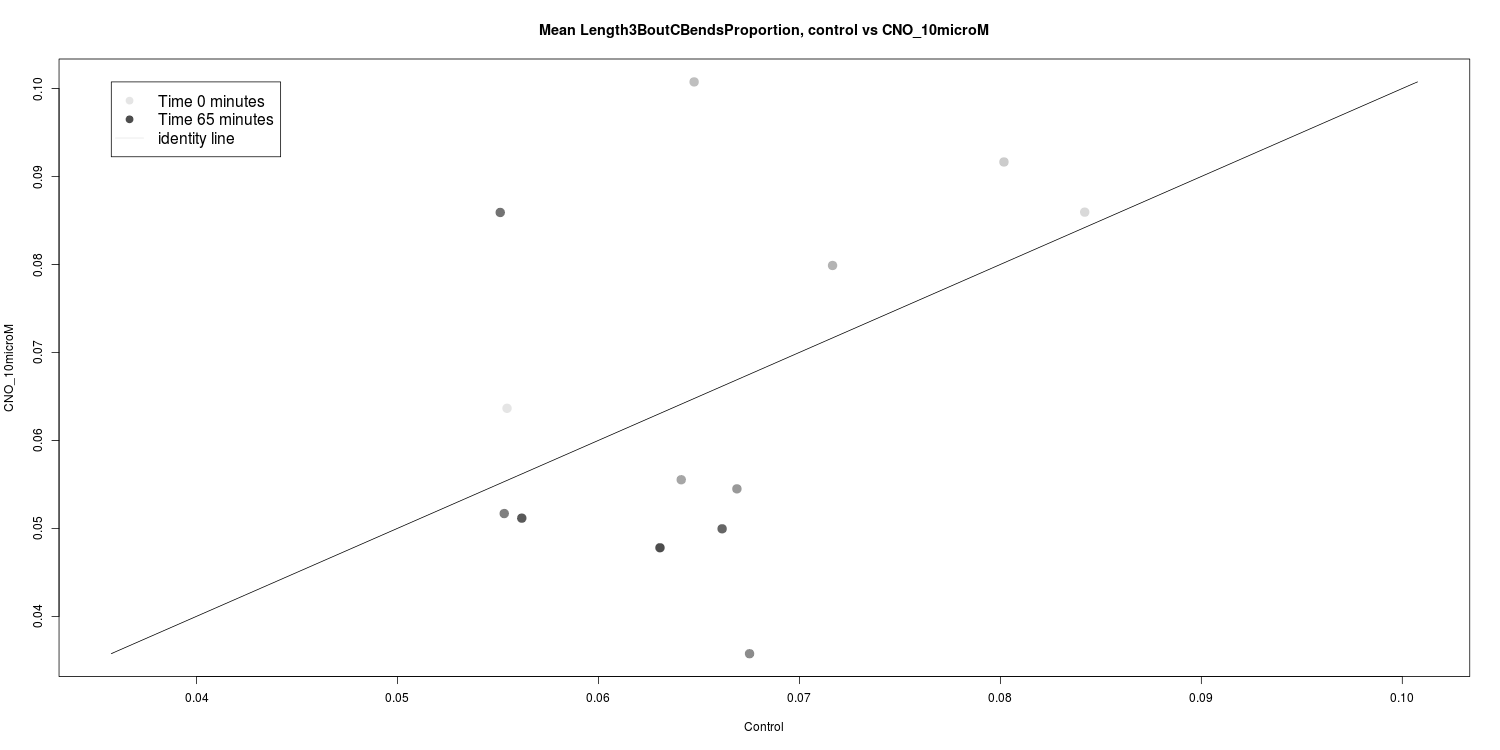 Mean Length3BoutCBendsProportion, control vs CNO_10microM
Time 0 minutes
Time 65 minutes
identity line
CNO_10microM
0.10
0.09
0.08
0.07
0.06
0.05
0.04
0.04 0.05 0.06 0.07 0.08 0.09 0.10
Control